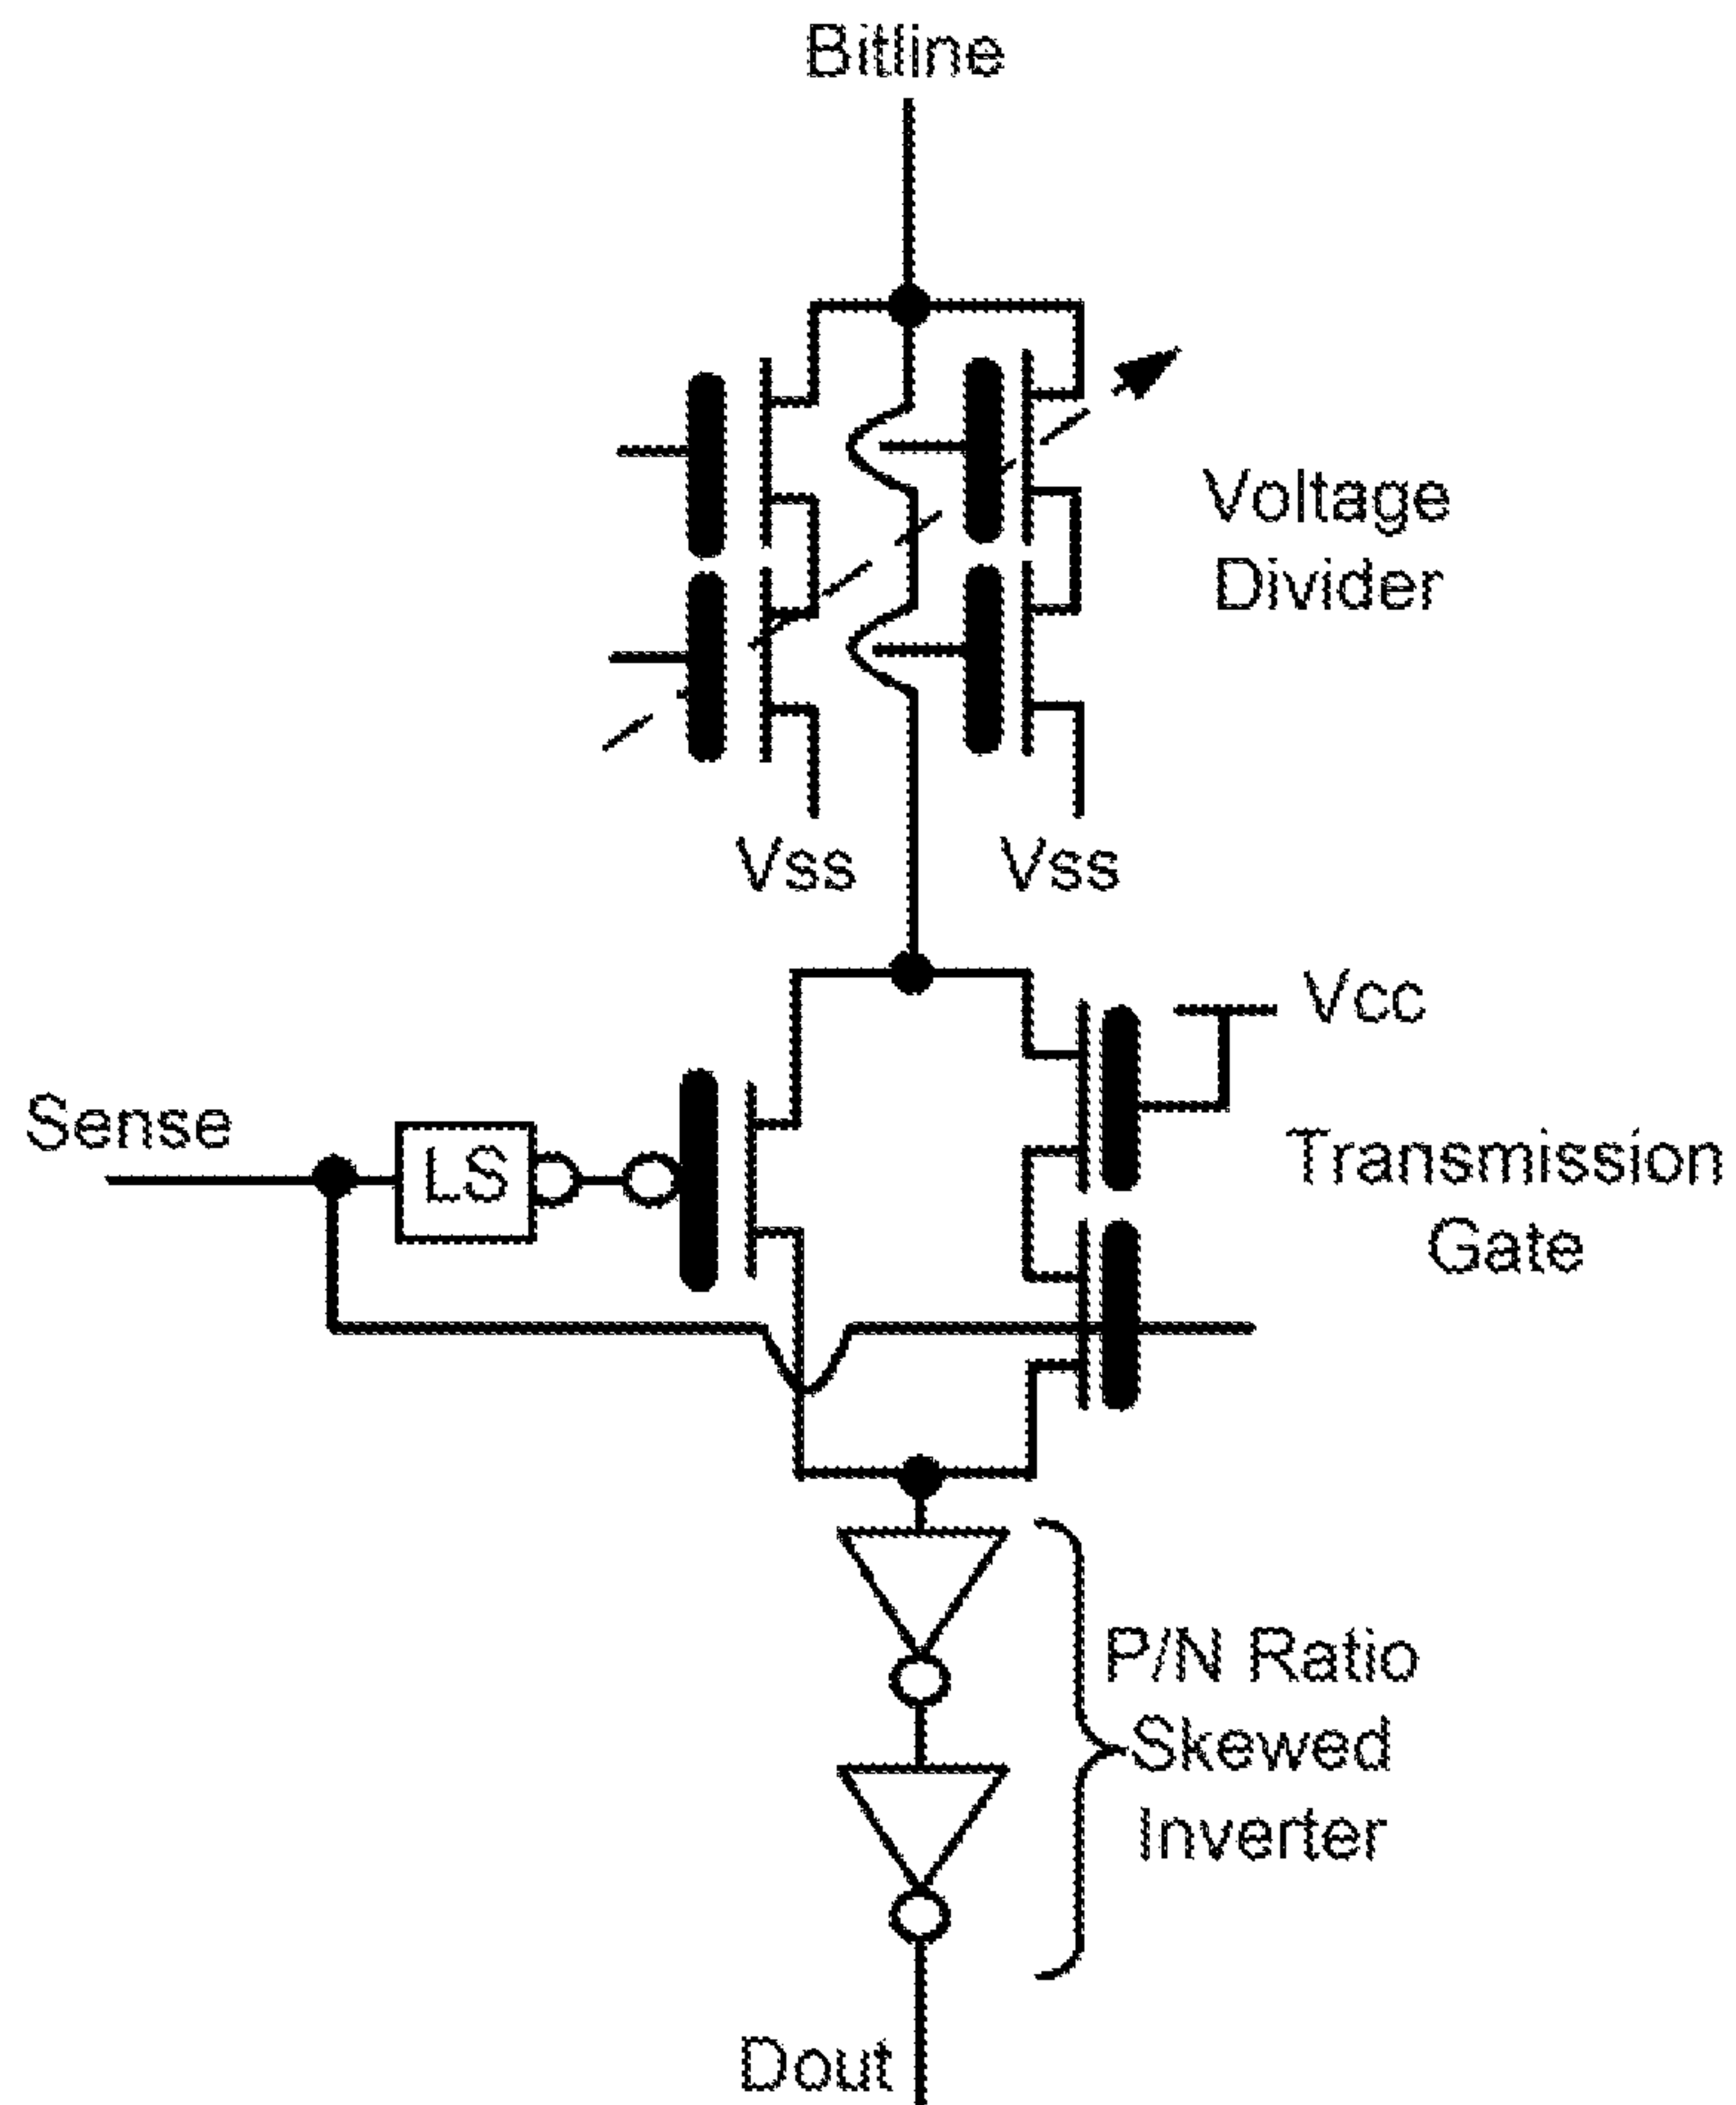 Bitline
Voltage
Divider
Vss
Vss
Vcc
Sense
LS
Transmission
Gate
P/N Ratio
Skewed
Inverter
Dout